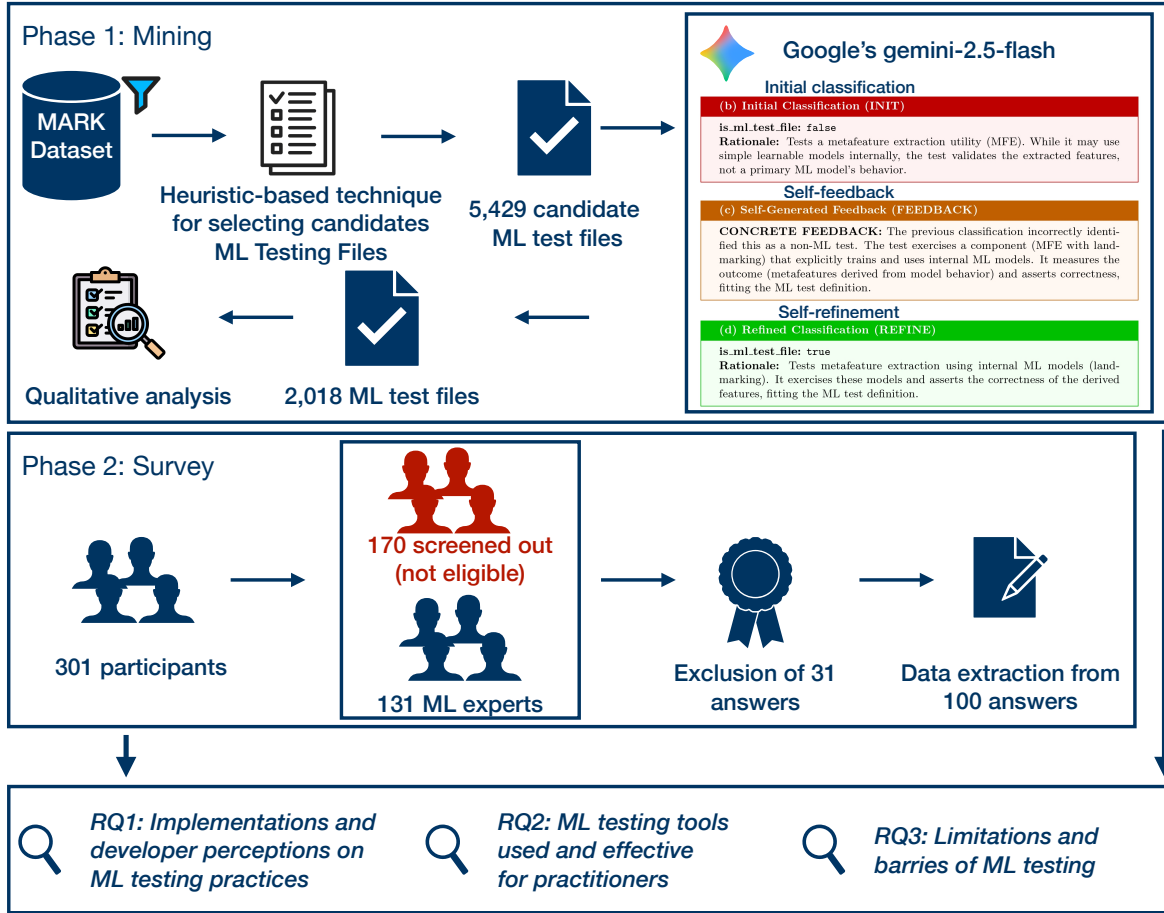 Phase 1: Mining
MARK
Dataset
Heuristic-based technique
for selecting candidates
ML Testing Files
5,429 candidate
ML test files
Google's gemini-2.5-flash
Initial classification
(b) Initial Classification (INIT)
is_ml_test_file: false
Rationale: Tests a metafeature extraction utility (MFE). While it may use
simple learnable models internally, the test validates the extracted features,
not a primary ML model's behavior.
Self-feedback
(c) Self-Generated Feedback (FEEDBACK)
CONCRETE FEEDBACK: The previous classification incorrectly identi-
fied this as a non-ML test. The test exercises a component (MFE with land-
marking) that explicitly trains and uses internal ML models. It measures the
outcome (metafeatures derived from model behavior) and asserts correctness,
fitting the ML test definition.
Self-refinement
(d) Refined Classification (REFINE)
is_ml_test_file: true
Rationale: Tests metafeature extraction using internal ML models (land-
marking). It exercises these models and asserts the correctness of the derived
features, fitting the ML test definition.
2,018 ML test files
Qualitative analysis
Phase 2: Survey
301 participants
170 screened out
(not eligible)
131 ML experts
Exclusion of 31
answers
Data extraction from
100 answers
RQ1: Implementations and
developer perceptions on
ML testing practices
RQ2: ML testing tools
used and effective
for practitioners
RQ3: Limitations and
barries of ML testing